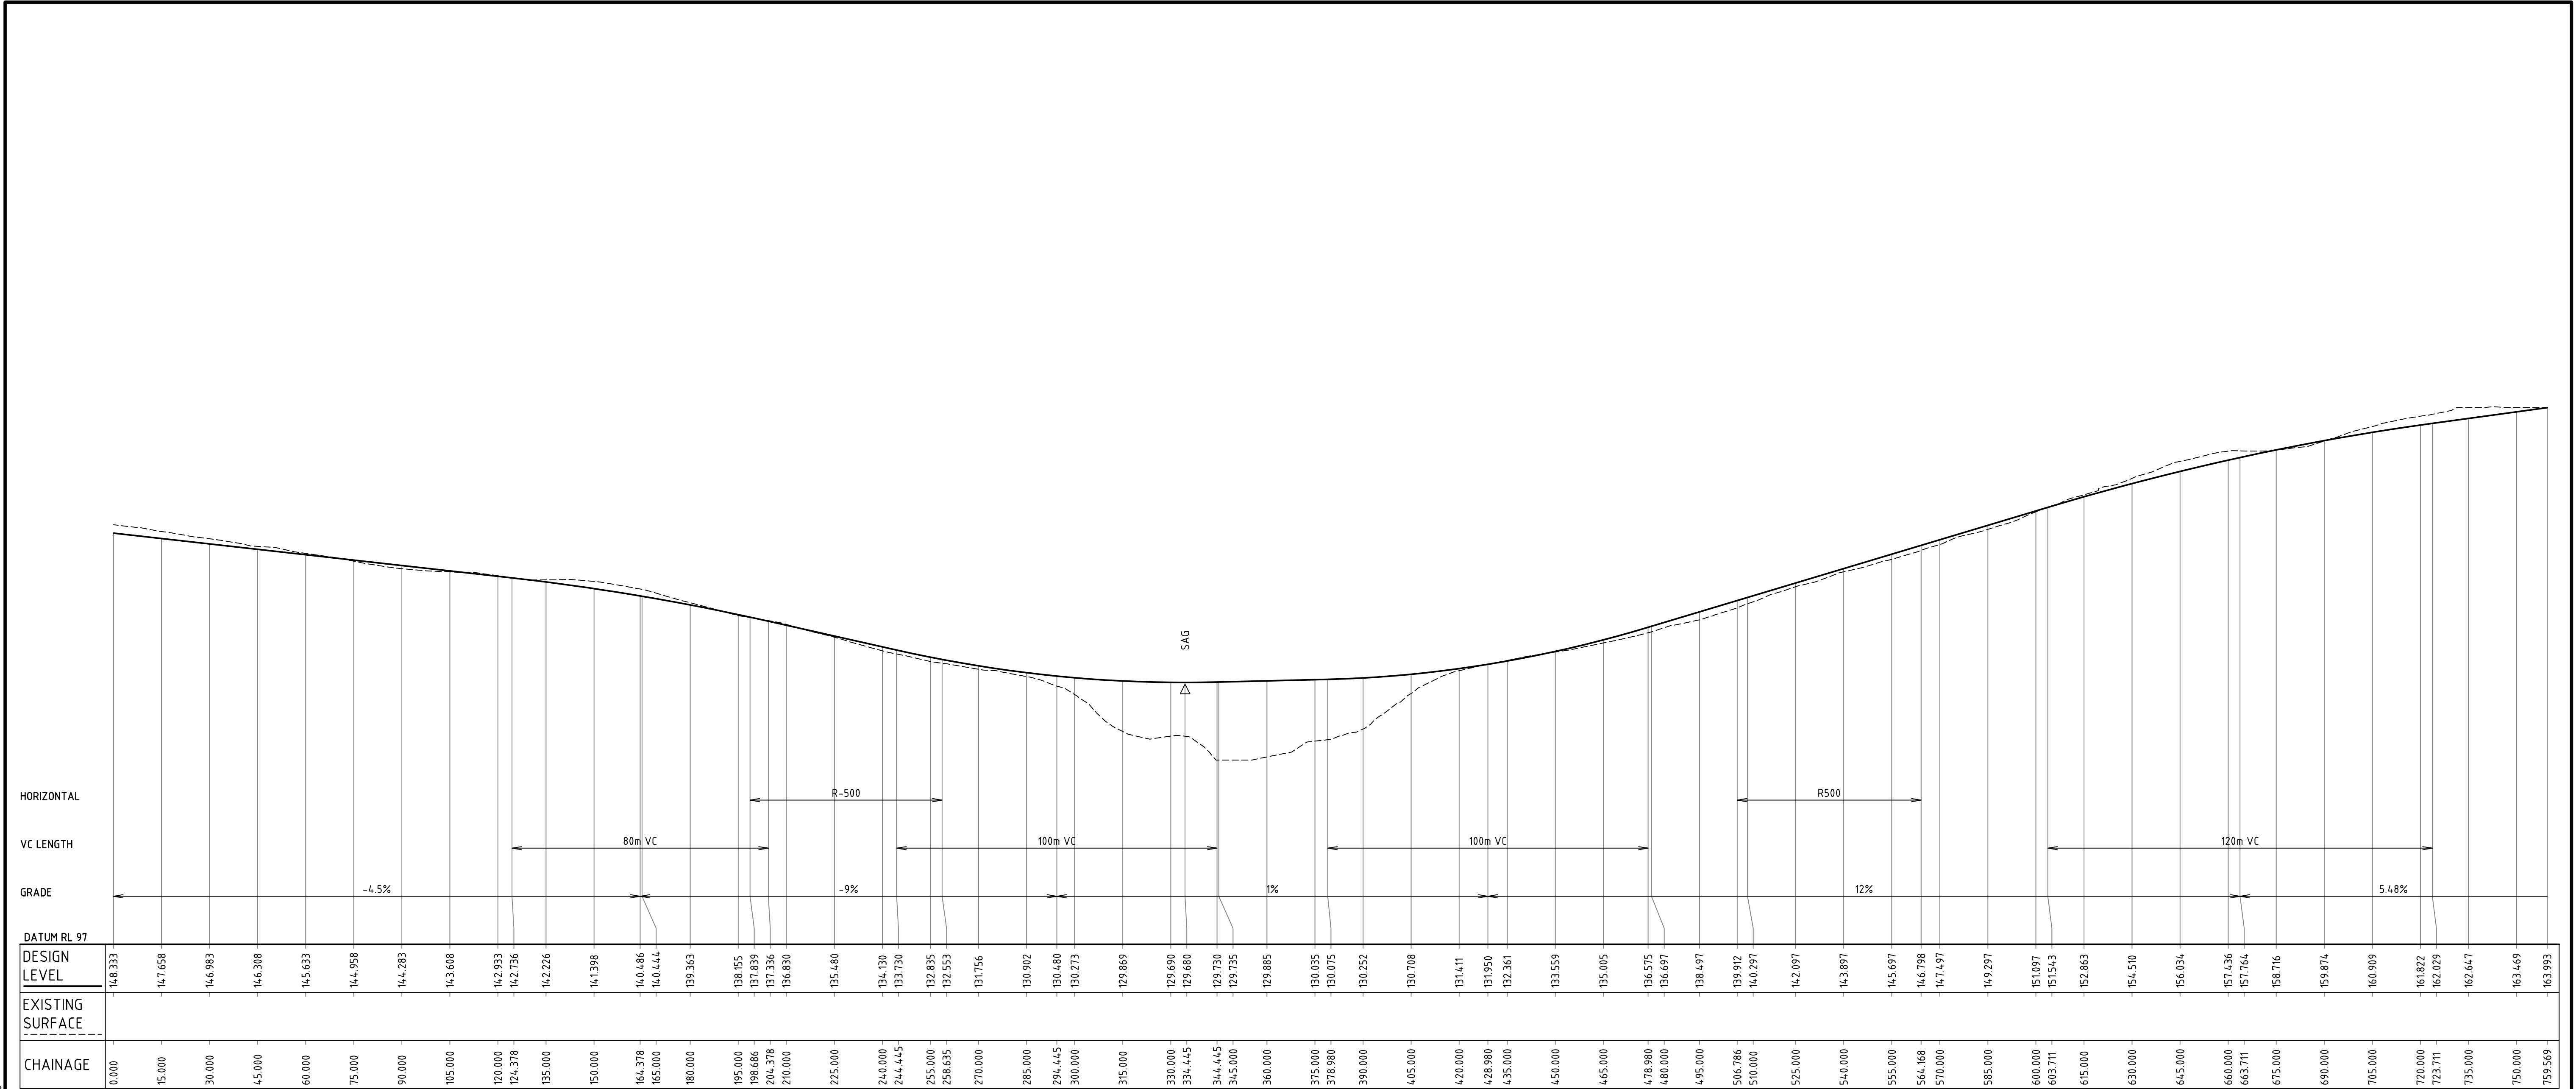 SAG
HORIZONTAL R-500 R500
VC LENGTH 80m VC 100m VC 100m VC 120m VC
GRADE -4.5% -9% 1% 12% 5.48%
DATUM RL 97
DESIGN LEVEL 148.333 147.658 146.983 146.308 145.633 144.958 144.283 143.608 142.933 142.736 142.226 141.398 140.486 140.444 139.363 138.155 137.839 137.336 136.830 135.480 134.130 133.730 132.835 132.553 131.756 130.902 130.480 130.273 129.869 129.690 129.680 129.730 129.735 129.885 130.035 130.075 130.252 130.708 131.411 131.950 132.361 133.559 135.005 136.575 136.697 138.497 139.912 140.297 142.097 143.897 145.697 146.798 147.497 149.297 151.097 151.543 152.863 154.510 156.034 157.436 157.764 158.716 159.874 160.909 161.822 162.029 162.647 163.469 163.993
EXISTING SURFACE
CHAINAGE 0.000 15.000 30.000 45.000 60.000 75.000 90.000 105.000 120.000 124.378 135.000 150.000 164.378 165.000 180.000 195.000 198.686 204.378 210.000 225.000 240.000 244.445 255.000 258.635 270.000 285.000 294.445 300.000 315.000 330.000 334.445 344.445 345.000 360.000 375.000 378.980 390.000 405.000 420.000 428.980 435.000 450.000 465.000 478.980 480.000 495.000 506.786 510.000 525.000 540.000 555.000 564.168 570.000 585.000 600.000 603.711 615.000 630.000 645.000 660.000 663.711 675.000 690.000 705.000 720.000 723.711 735.000 750.000 759.569